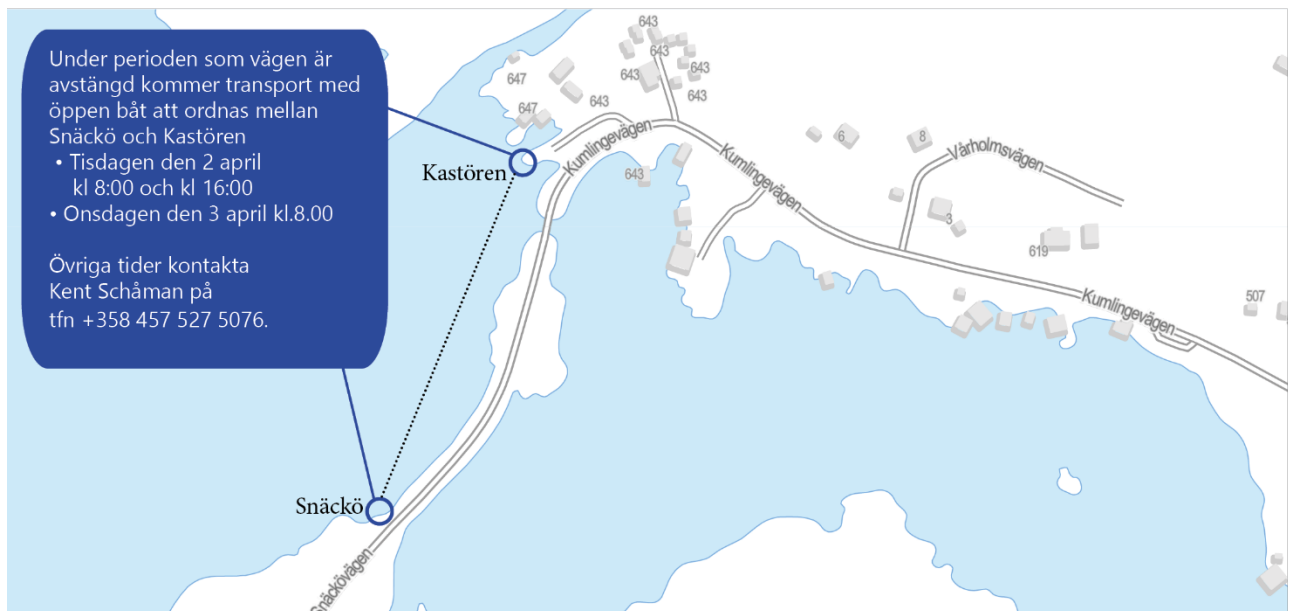 Under perioden som vägen är
avstängd kommer transport med
öppen båt att ordnas mellan
Snäckö och Kastören
• Tisdagen den 2 april
kl 8:00 och kl 16:00
• Onsdagen den 3 april kl.8.00
Övriga tider kontakta
Kent Schåman på
tfn +358 457 527 5076.
Kastören
Snäckö
643
647
643
643
643
643
647
643
643
Kumlingevägen
Kumlingevägen
6
8
Vårholmsvägen
3
619
Kumlingevägen
507
Snäckövägen